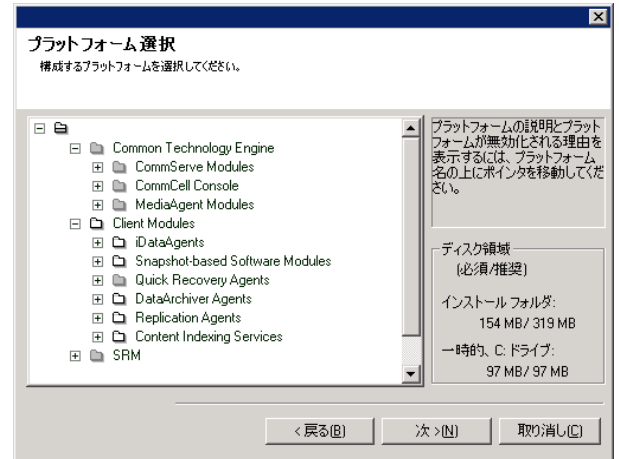 プラットフォーム選択
構成するプラットフォームを選択してください。
Common Technology Engine
CommServe Modules
CommCell Console
MediaAgent Modules
Client Modules
iDataAgents
Snapshot-based Software Modules
Quick Recovery Agents
DataArchiver Agents
Replication Agents
Content Indexing Services
SRM
プラットフォームの説明とプラット
フォームが無効化される理由を
表示するには、プラットフォーム
名の上にポインタを移動してくだ
さい。
ディスク領域
(必須/推奨)
インストール フォルダ:
154 MB/ 319 MB
一時的、C: ドライブ:
97 MB/ 97 MB
< 戻る(B)
次 >(N)
取り消し(C)